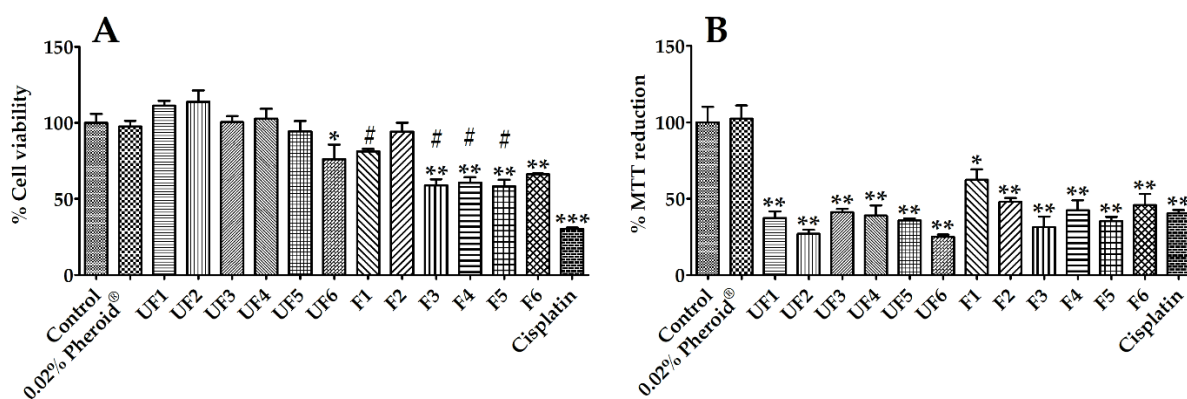 A
% Cell viability
150
100
50
0
*
#
#
#
#
**
**
**
**
***
Control
0.02% Pheroid®
UF1
UF2
UF3
UF4
UF5
UF6
F1
F2
F3
F4
F5
F6
Cisplatin
B
% MTT reduction
150
100
50
0
**
**
**
**
**
**
*
**
**
**
**
**
**
Control
0.02% Pheroid®
UF1
UF2
UF3
UF4
UF5
UF6
F1
F2
F3
F4
F5
F6
Cisplatin